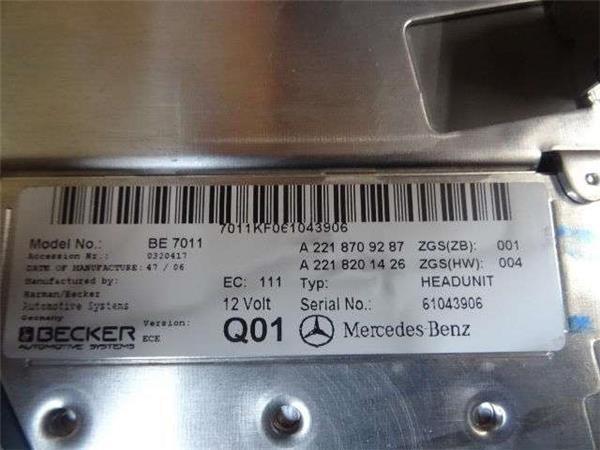 7011KF061043906
Model No.: BE 7011 A 221 870 92 87 ZGS(ZB): 001
Accession Nr.: 0320417 A 221 820 14 26 ZGS(HW): 004
DATE OF MANUFACTURE: 47 / 06
Manufactured by: EC: 111 Typ: HEADUNIT
Harman/Becker
Automotive Systems 12 Volt Serial No.: 61043906
Germany
BECKER Version: Q01 Mercedes-Benz
AUTOMOTIVE SYSTEMS ECE